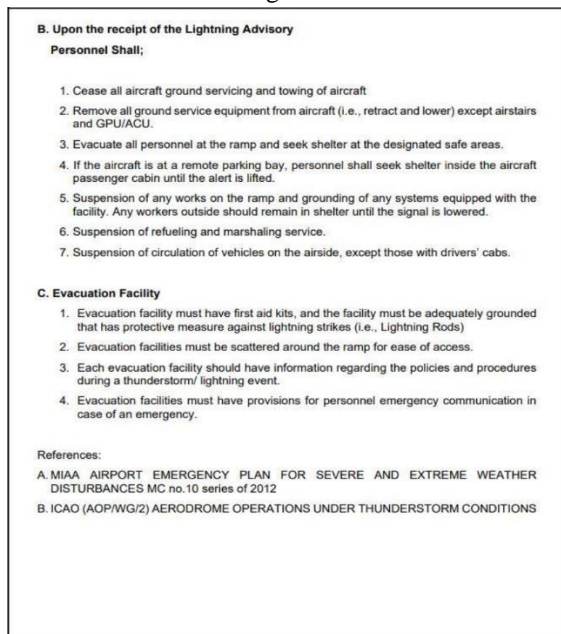 B. Upon the receipt of the Lightning Advisory
Personnel Shall;
1. Cease all aircraft ground servicing and towing of aircraft
2. Remove all ground service equipment from aircraft (i.e., retract and lower) except airstairs
and GPU/ACU.
3. Evacuate all personnel at the ramp and seek shelter at the designated safe areas.
4. If the aircraft is at a remote parking bay, personnel shall seek shelter inside the aircraft
passenger cabin until the alert is lifted.
5. Suspension of any works on the ramp and grounding of any systems equipped with the
facility. Any workers outside should remain in shelter until the signal is lowered.
6. Suspension of refueling and marshaling service.
7. Suspension of circulation of vehicles on the airside, except those with drivers' cabs.
C. Evacuation Facility
1. Evacuation facility must have first aid kits, and the facility must be adequately grounded
that has protective measure against lightning strikes (i.e., Lightning Rods)
2. Evacuation facilities must be scattered around the ramp for ease of access.
3. Each evacuation facility should have information regarding the policies and procedures
during a thunderstorm/ lightning event.
4. Evacuation facilities must have provisions for personnel emergency communication in
case of an emergency.
References:
A. MIAA AIRPORT EMERGENCY PLAN FOR SEVERE AND EXTREME WEATHER
DISTURBANCES MC no.10 series of 2012
B. ICAO (AOP/WG/2) AERODROME OPERATIONS UNDER THUNDERSTORM CONDITIONS